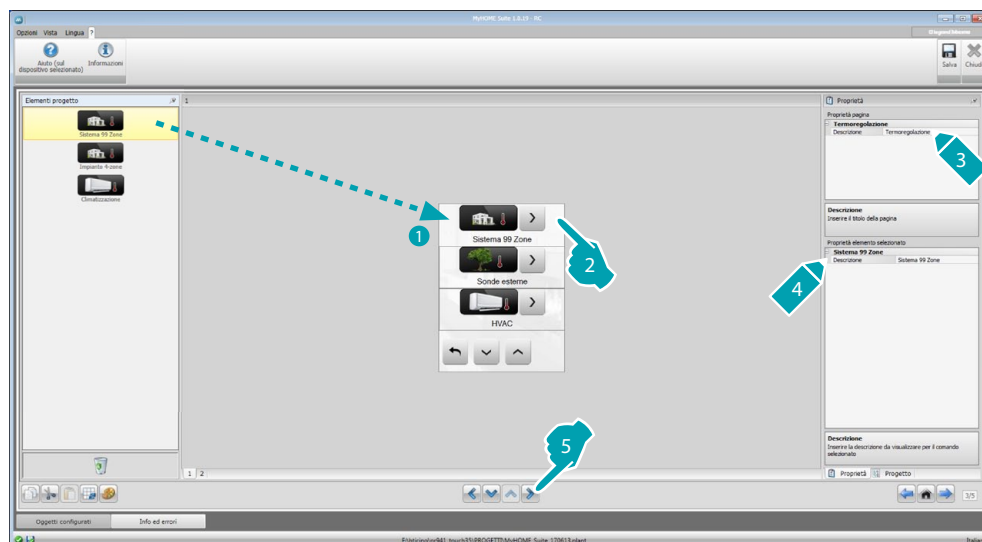 MyHOME Suite 1.0.19 - RC
Opzioni Vista Lingua ?
Aiuto (sul dispositivo selezionato)
Informazioni
Salva
Chiudi
Elementi progetto
1
Sistema 99 Zone
Impianto 4-zone
Climatizzazione
1
Sistema 99 Zone
2
Sonde esterne
HVAC
Proprietà
Proprietà pagina
Termoregolazione
Descrizione Termoregolazione
3
Descrizione
Inserire il titolo della pagina
Proprietà elemento selezionato
Sistema 99 Zone
Descrizione Sistema 99 Zone
4
5
Descrizione
Inserire la descrizione da visualizzare per il comando
selezionato
1 2
Proprietà Progetto
3/5
Oggetti configurati Info ed errori
Italian